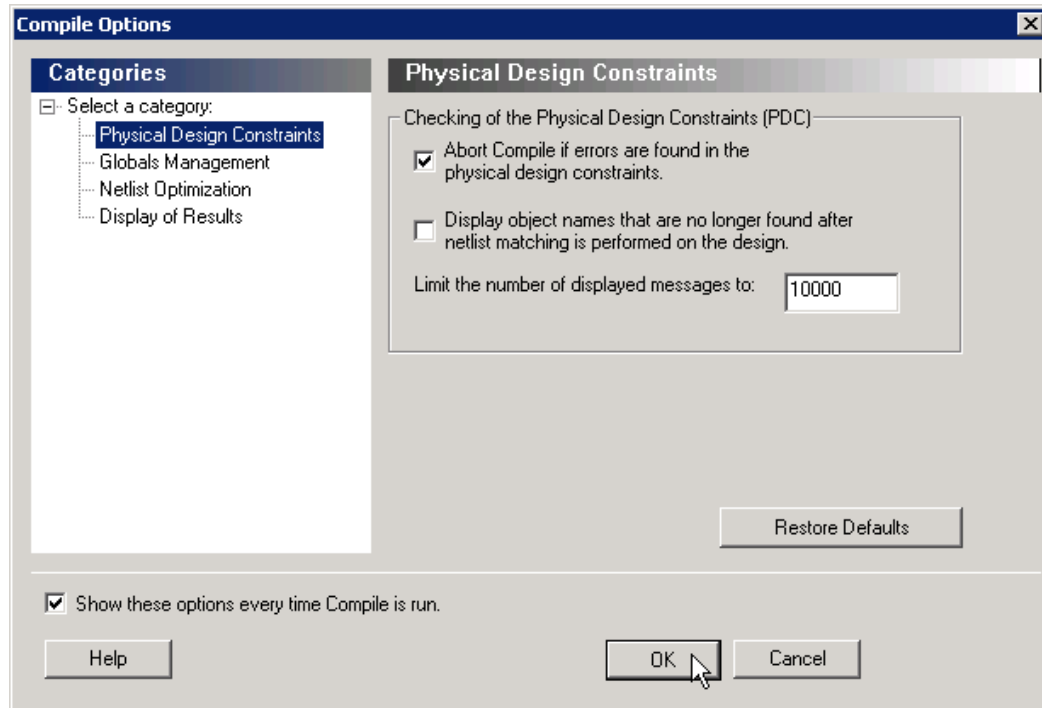 Compile Options
Categories
Select a category:
Physical Design Constraints
Globals Management
Netlist Optimization
Display of Results
Physical Design Constraints
Checking of the Physical Design Constraints (PDC)
Abort Compile if errors are found in the
physical design constraints.
Display object names that are no longer found after
netlist matching is performed on the design.
Limit the number of displayed messages to: 10000
Restore Defaults
Show these options every time Compile is run.
Help OK Cancel